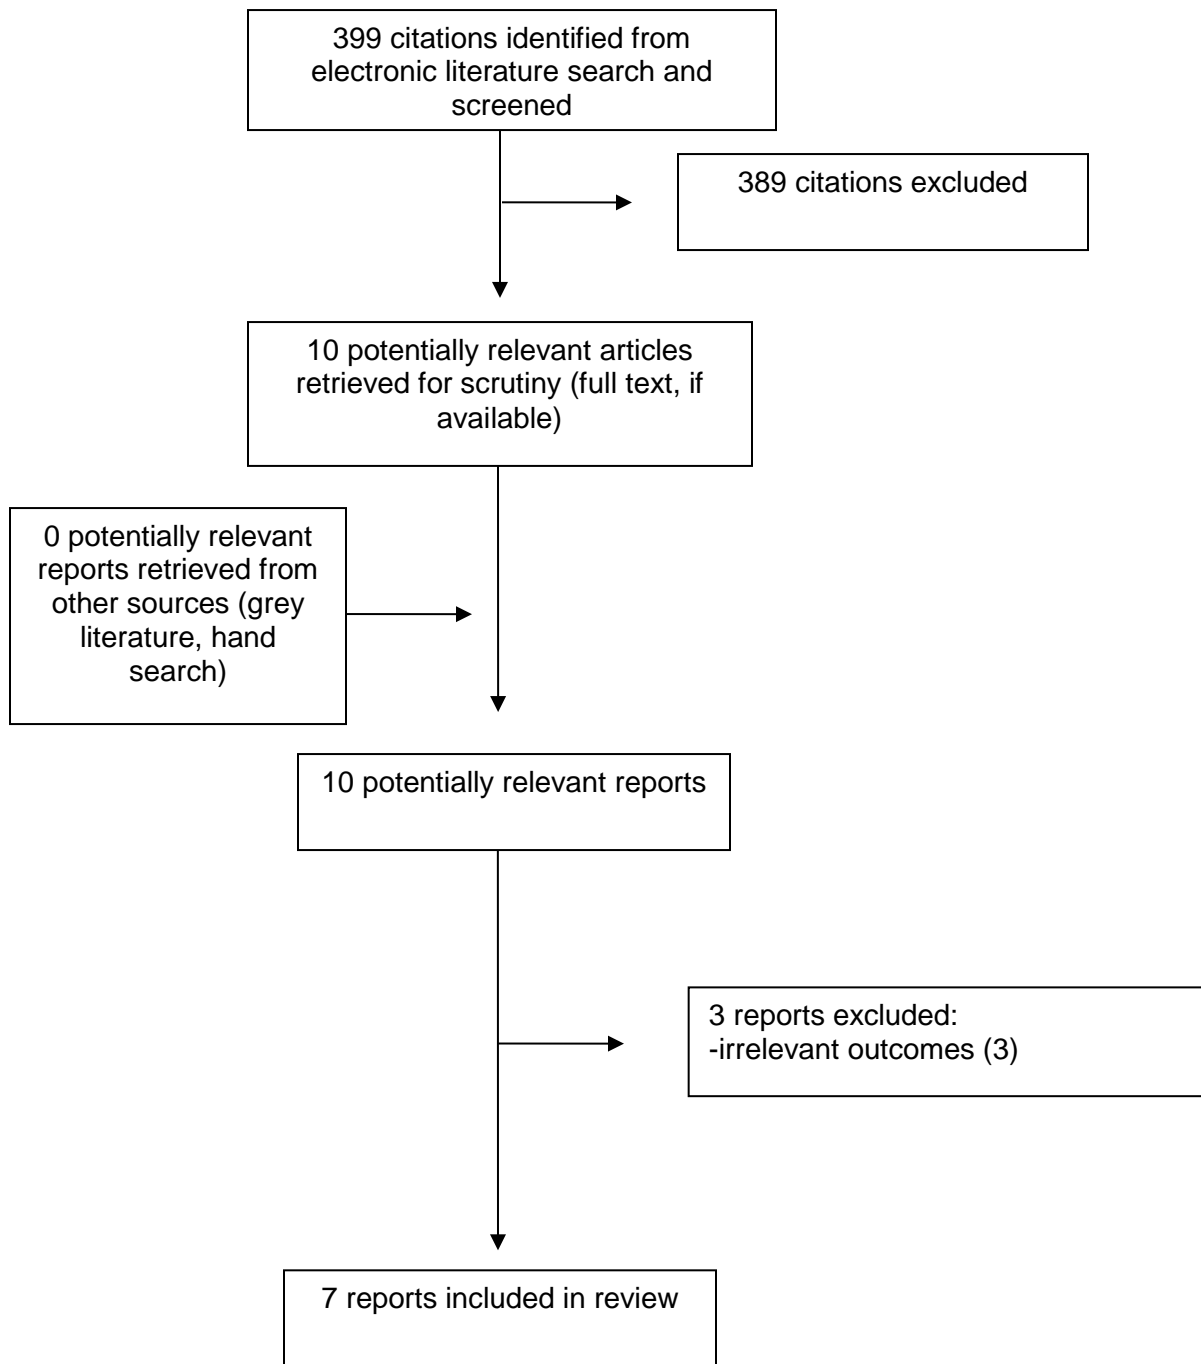 399 citations identified from
electronic literature search and
screened
389 citations excluded
10 potentially relevant articles
retrieved for scrutiny (full text, if
available)
0 potentially relevant
reports retrieved from
other sources (grey
literature, hand
search)
10 potentially relevant reports
3 reports excluded:
-irrelevant outcomes (3)
7 reports included in review